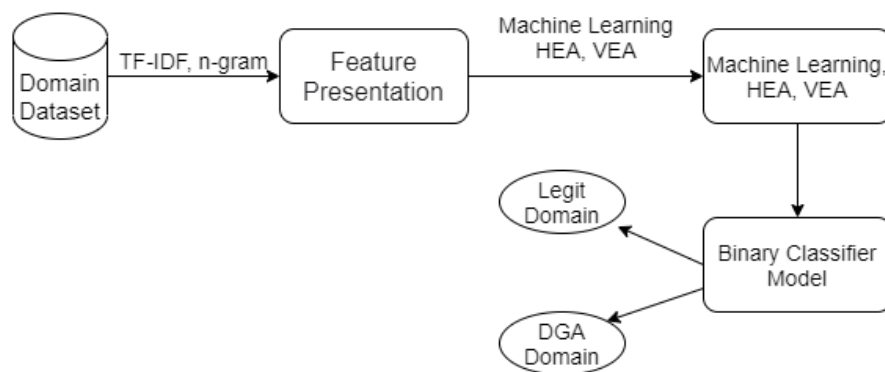 Domain
Dataset
TF-IDF, n-gram
Feature
Presentation
Machine Learning
HEA, VEA
Machine Learning,
HEA, VEA
Legit
Domain
Binary Classifier
Model
DGA
Domain